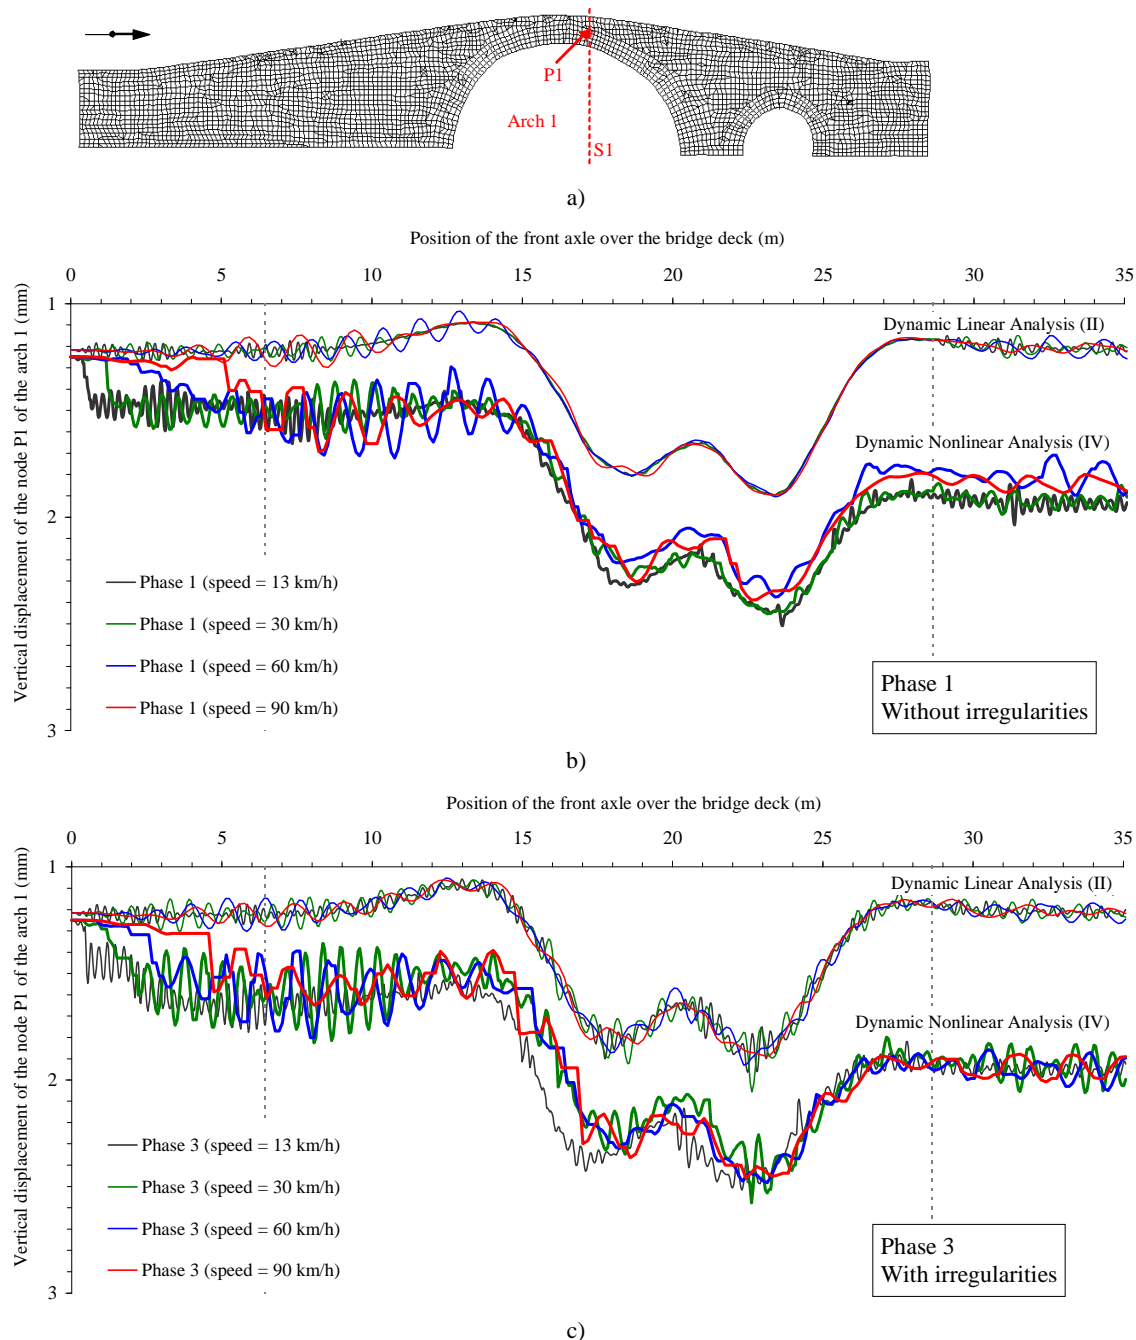 P1
Arch 1
S1
a)
Position of the front axle over the bridge deck (m)
0 5 10 15 20 25 30 35
Vertical displacement of the node P1 of the arch 1 (mm)
1
2
3
Dynamic Linear Analysis (II)
Dynamic Nonlinear Analysis (IV)
Phase 1 (speed = 13 km/h)
Phase 1 (speed = 30 km/h)
Phase 1 (speed = 60 km/h)
Phase 1 (speed = 90 km/h)
Phase 1
Without irregularities
b)
Position of the front axle over the bridge deck (m)
0 5 10 15 20 25 30 35
Vertical displacement of the node P1 of the arch 1 (mm)
1
2
3
Dynamic Linear Analysis (II)
Dynamic Nonlinear Analysis (IV)
Phase 3 (speed = 13 km/h)
Phase 3 (speed = 30 km/h)
Phase 3 (speed = 60 km/h)
Phase 3 (speed = 90 km/h)
Phase 3
With irregularities
c)